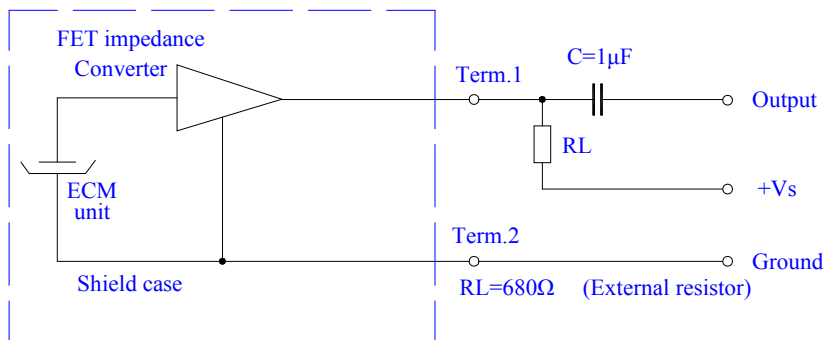 FET impedance
Converter
Term.1
C=1μF
Output
RL
+Vs
ECM
unit
Term.2
Ground
Shield case
RL=680Ω (External resistor)